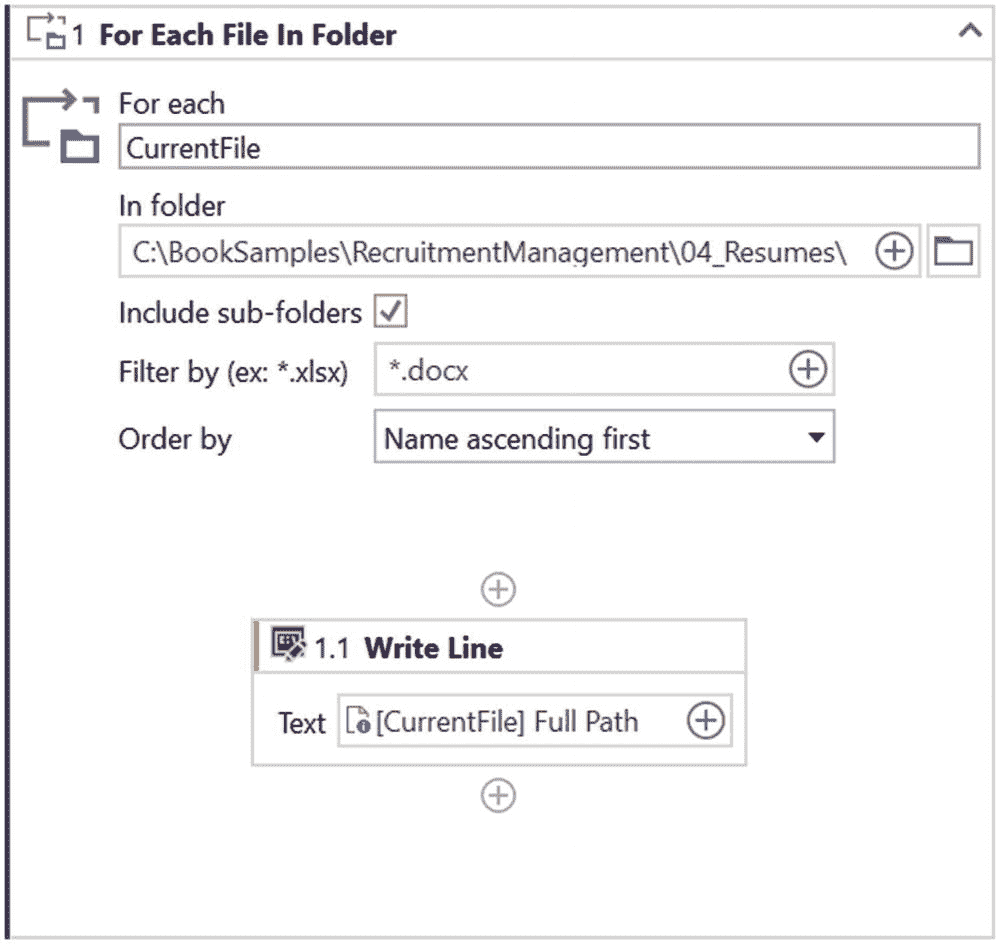 1 For Each File In Folder
For each
CurrentFile
In folder
C:\BookSamples\RecruitmentManagement\04_Resumes\
Include sub-folders
Filter by (ex: *.xlsx) *.docx
Order by Name ascending first
1.1 Write Line
Text [CurrentFile] Full Path